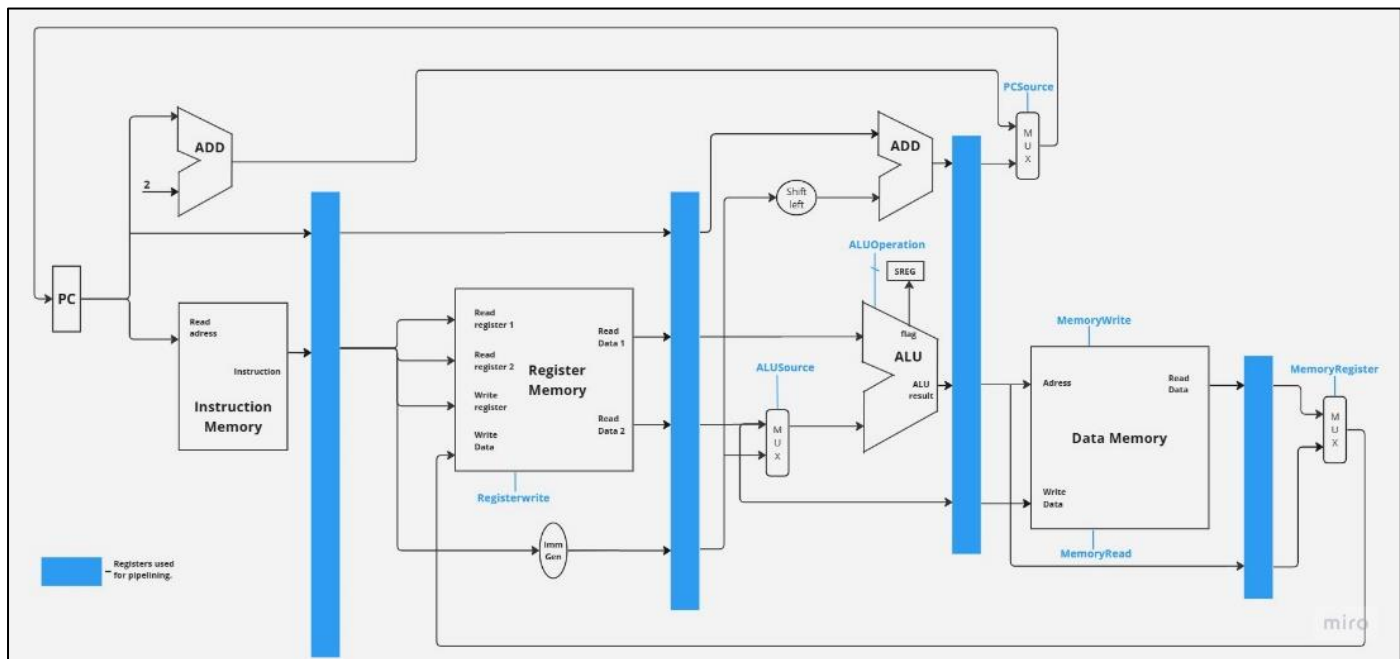 PCSource
M
U
X
ADD
2
ADD
Shift
left
ALUOperation
SREG
PC
Read
adress
Instruction
Instruction
Memory
Read
register 1
Read
register 2
Write
register
Write
Data
Register
Memory
Read
Data 1
Read
Data 2
Registerwrite
Imm
Gen
ALUSource
M
U
X
flag
ALU
ALU
result
MemoryWrite
Adress
Read
Data
Data Memory
Write
Data
MemoryRead
MemoryRegister
M
U
X
Registers used
for pipelining.
miro